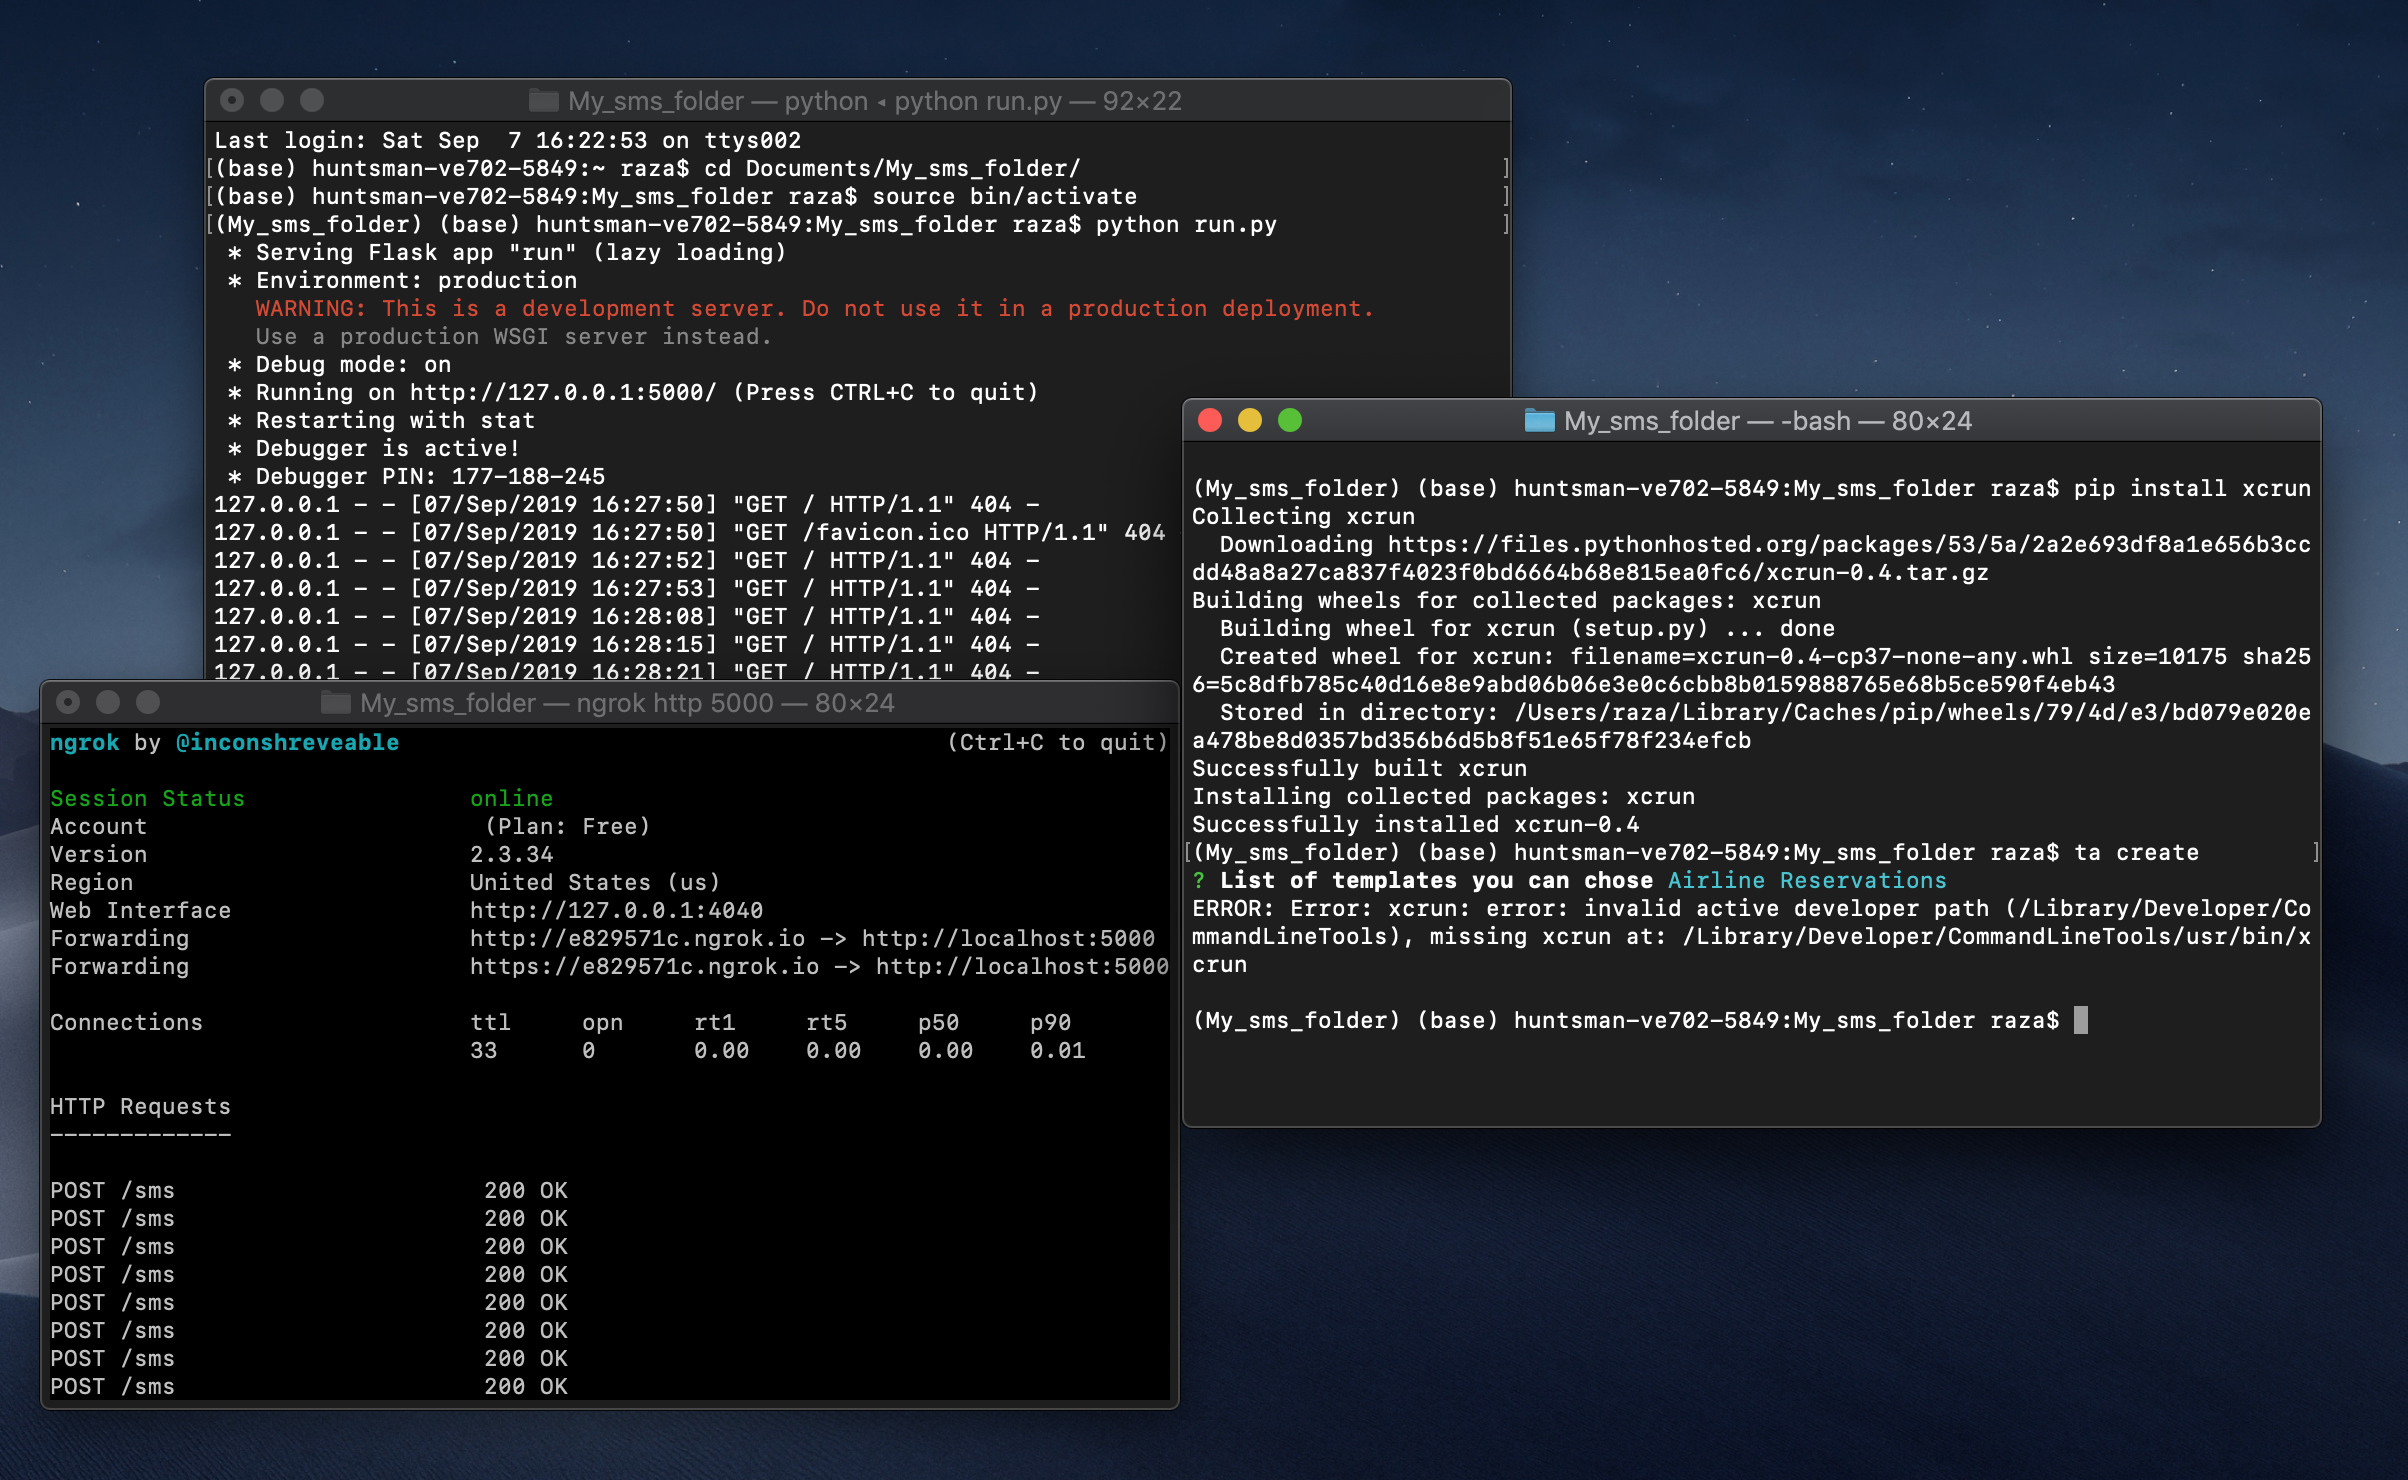 My_sms_folder — python ◂ python run.py — 92×22
Last login: Sat Sep  7 16:22:53 on ttys002
[(base) huntsman-ve702-5849:~ raza$ cd Documents/My_sms_folder/ ]
[(base) huntsman-ve702-5849:My_sms_folder raza$ source bin/activate ]
[(My_sms_folder) (base) huntsman-ve702-5849:My_sms_folder raza$ python run.py ]
 * Serving Flask app "run" (lazy loading)
 * Environment: production
   WARNING: This is a development server. Do not use it in a production deployment.
   Use a production WSGI server instead.
 * Debug mode: on
 * Running on http://127.0.0.1:5000/ (Press CTRL+C to quit)
 * Restarting with stat
 * Debugger is active!
 * Debugger PIN: 177-188-245
127.0.0.1 - - [07/Sep/2019 16:27:50] "GET / HTTP/1.1" 404 -
127.0.0.1 - - [07/Sep/2019 16:27:50] "GET /favicon.ico HTTP/1.1" 404
127.0.0.1 - - [07/Sep/2019 16:27:52] "GET / HTTP/1.1" 404 -
127.0.0.1 - - [07/Sep/2019 16:27:53] "GET / HTTP/1.1" 404 -
127.0.0.1 - - [07/Sep/2019 16:28:08] "GET / HTTP/1.1" 404 -
127.0.0.1 - - [07/Sep/2019 16:28:15] "GET / HTTP/1.1" 404 -
127.0.0.1 - - [07/Sep/2019 16:28:21] "GET / HTTP/1.1" 404 -
My_sms_folder — -bash — 80×24
(My_sms_folder) (base) huntsman-ve702-5849:My_sms_folder raza$ pip install xcrun
Collecting xcrun
  Downloading https://files.pythonhosted.org/packages/53/5a/2a2e693df8a1e656b3cc
dd48a8a27ca837f4023f0bd6664b68e815ea0fc6/xcrun-0.4.tar.gz
Building wheels for collected packages: xcrun
  Building wheel for xcrun (setup.py) ... done
  Created wheel for xcrun: filename=xcrun-0.4-cp37-none-any.whl size=10175 sha25
6=5c8dfb785c40d16e8e9abd06b06e3e0c6cbb8b0159888765e68b5ce590f4eb43
  Stored in directory: /Users/raza/Library/Caches/pip/wheels/79/4d/e3/bd079e020e
a478be8d0357bd356b6d5b8f51e65f78f234efcb
Successfully built xcrun
Installing collected packages: xcrun
Successfully installed xcrun-0.4
[(My_sms_folder) (base) huntsman-ve702-5849:My_sms_folder raza$ ta create ]
? List of templates you can chose Airline Reservations
ERROR: Error: xcrun: error: invalid active developer path (/Library/Developer/Co
mmandLineTools), missing xcrun at: /Library/Developer/CommandLineTools/usr/bin/x
crun
(My_sms_folder) (base) huntsman-ve702-5849:My_sms_folder raza$
My_sms_folder — ngrok http 5000 — 80×24
ngrok by @inconshreveable (Ctrl+C to quit)
Session Status online
Account (Plan: Free)
Version 2.3.34
Region United States (us)
Web Interface http://127.0.0.1:4040
Forwarding http://e829571c.ngrok.io -> http://localhost:5000
Forwarding https://e829571c.ngrok.io -> http://localhost:5000
Connections ttl opn rt1 rt5 p50 p90
33 0 0.00 0.00 0.00 0.01
HTTP Requests
-------------
POST /sms 200 OK
POST /sms 200 OK
POST /sms 200 OK
POST /sms 200 OK
POST /sms 200 OK
POST /sms 200 OK
POST /sms 200 OK
POST /sms 200 OK